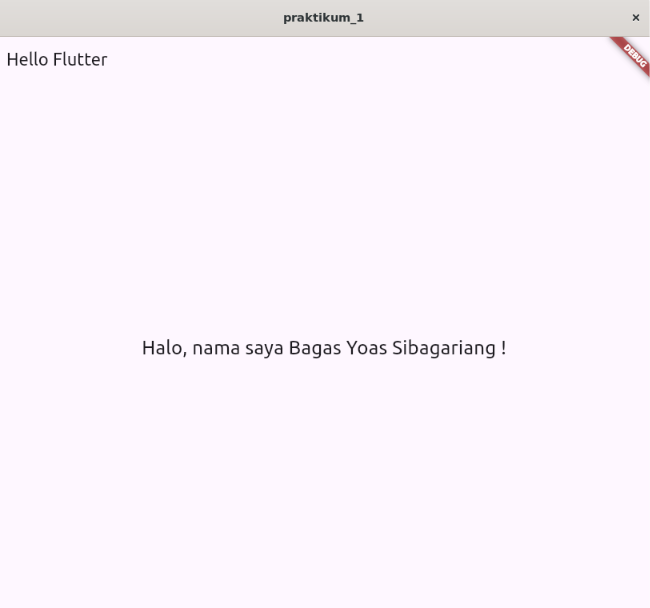 praktikum_1
×
Hello Flutter
DEBUG
Halo, nama saya Bagas Yoas Sibagariang !